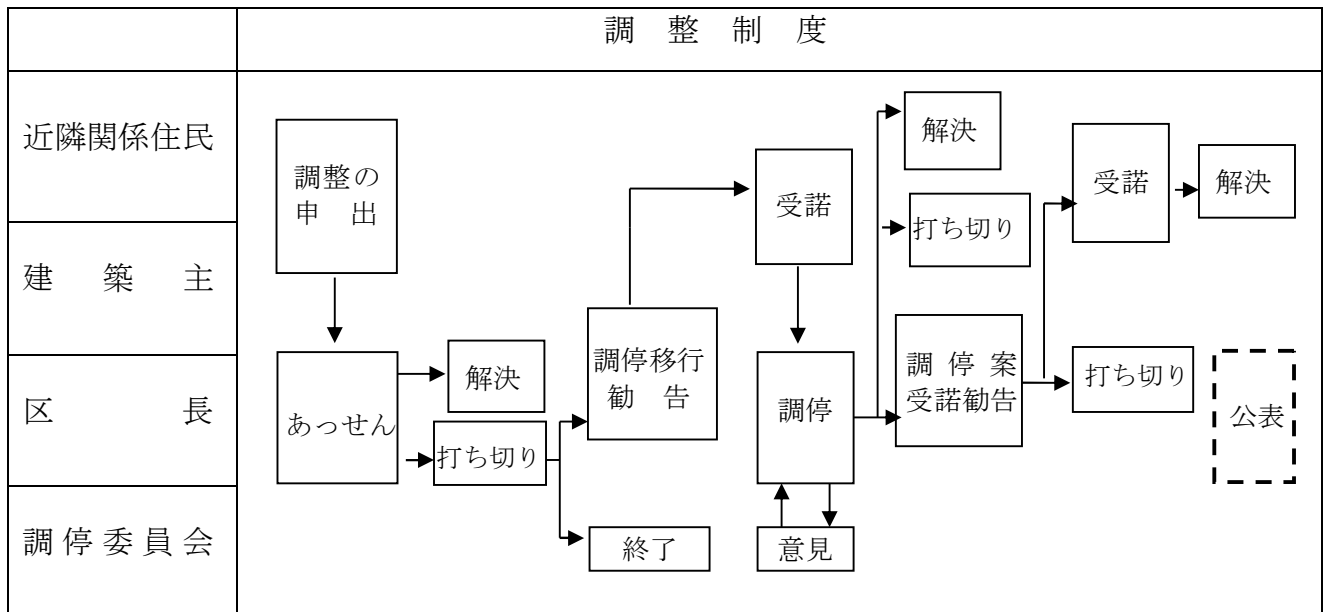 調整制度
近隣関係住民
建築主
区長
調停委員会
調整の
申出
あっせん
解決
打ち切り
調停移行
勧告
終了
受諾
調停
意見
解決
打ち切り
調停案
受諾勧告
受諾
解決
打ち切り
公表